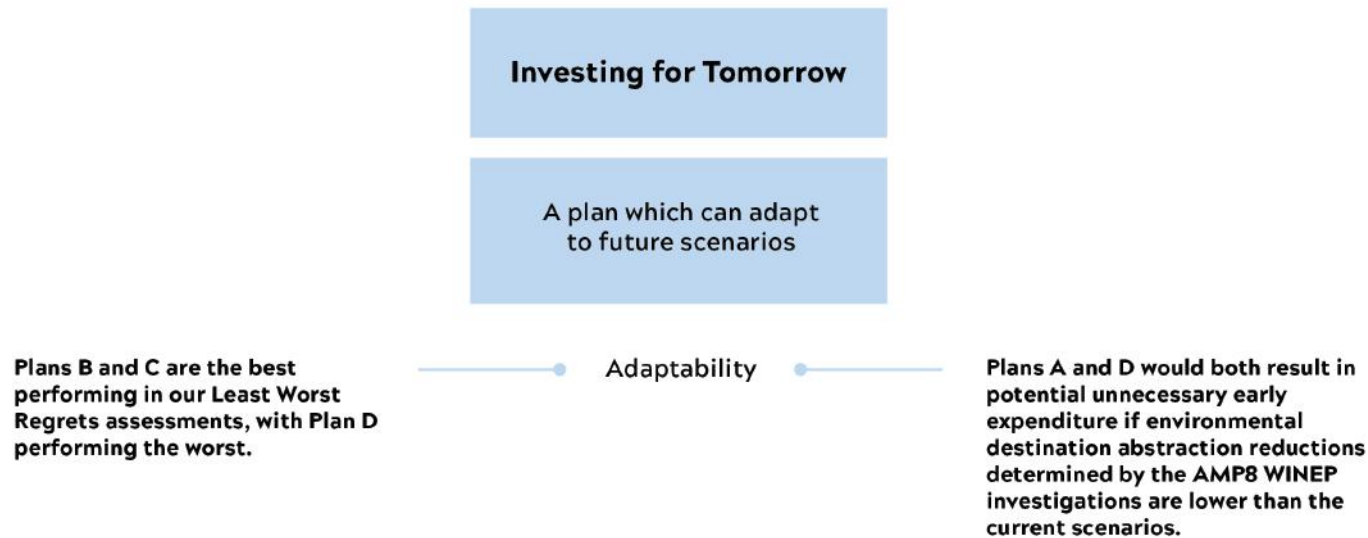 Investing for Tomorrow
A plan which can adapt
to future scenarios
Plans B and C are the best
performing in our Least Worst
Regrets assessments, with Plan D
performing the worst.
Adaptability
Plans A and D would both result in
potential unnecessary early
expenditure if environmental
destination abstraction reductions
determined by the AMP8 WINEP
investigations are lower than the
current scenarios.